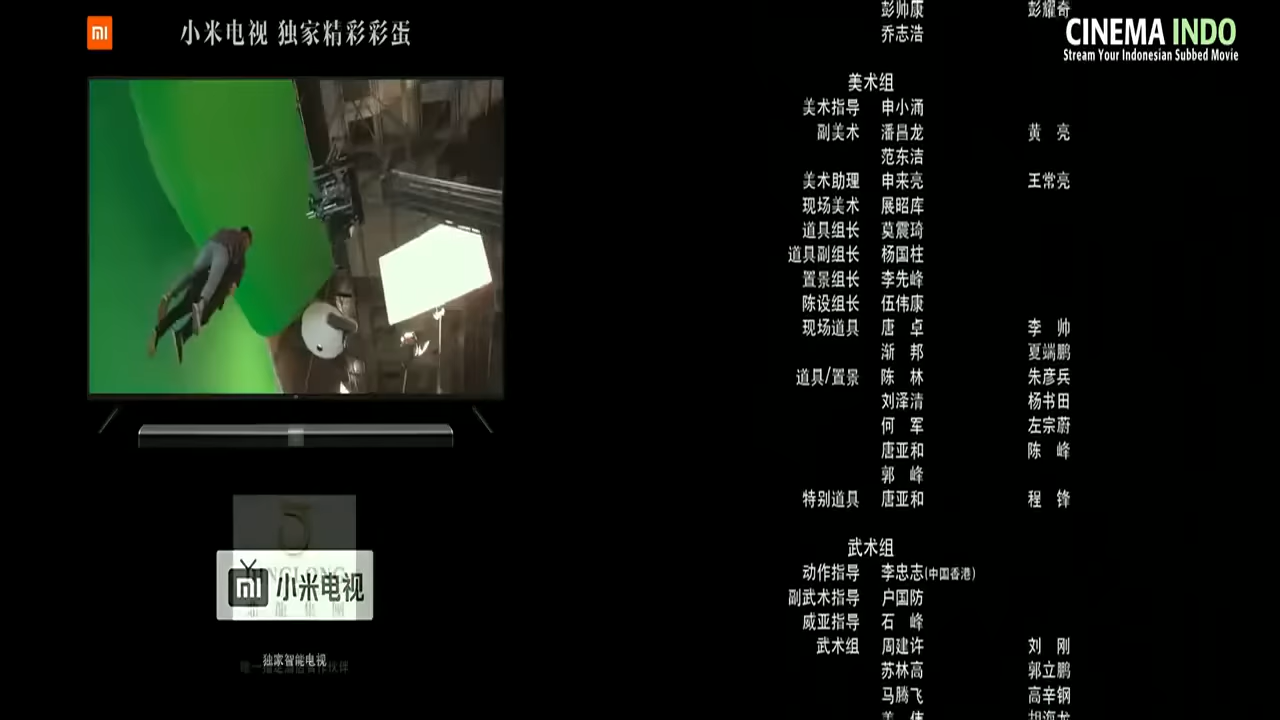 小米电视 独家精彩彩蛋
CINEMA INDO
Stream Your Indonesian Subbed Movie
彭帅康 彭耀奇
乔志浩
美术组
美术指导 申小涌
副美术 潘昌龙 黄 亮
范东洁
美术助理 申来亮 王常亮
现场美术 展昭库
道具组长 莫震琦
道具副组长 杨国柱
置景组长 李先峰
陈设组长 伍伟康
现场道具 唐 卓 李 帅
渐 邦 夏端鹏
道具/置景 陈 林 朱彦兵
刘泽清 杨书田
何 军 左宗蔚
唐亚和 陈 峰
郭 峰
特别道具 唐亚和 程 锋
武术组
动作指导 李忠志(中国香港)
副武术指导 户国防
威亚指导 石 峰
武术组 周建许 刘 刚
苏林高 郭立鹏
马腾飞 高辛钢
小米电视
独家智能电视